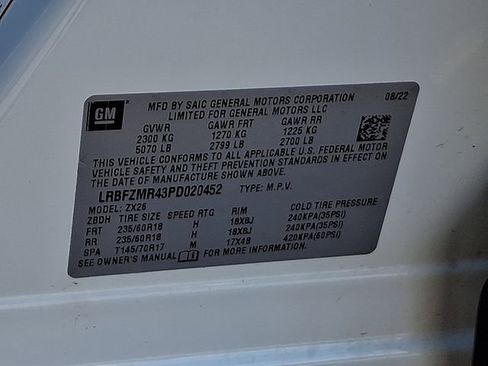 GM
MFD BY SAIC GENERAL MOTORS CORPORATION 08/22
LIMITED FOR GENERAL MOTORS LLC
GVWR GAWR FRT GAWR RR
2300 KG 1270 KG 1225 KG
5070 LB 2799 LB 2700 LB
THIS VEHICLE CONFORMS TO ALL APPLICABLE U.S. FEDERAL MOTOR
VEHICLE SAFETY AND THEFT PREVENTION STANDARDS IN EFFECT ON
THE DATE OF MANUFACTURE SHOWN ABOVE.
LRBFZMR43PD020452 TYPE: M.P.V.
MODEL: ZX26
ZBDH TIRE SIZE SPEED RTG RIM COLD TIRE PRESSURE
FRT 235/60R18 H 18X8J 240KPA(35PSI)
RR 235/60R18 H 18X8J 240KPA(35PSI)
SPA T145/70R17 M 17X4B 420KPA(60PSI)
SEE OWNER'S MANUAL FOR MORE INFORMATION.